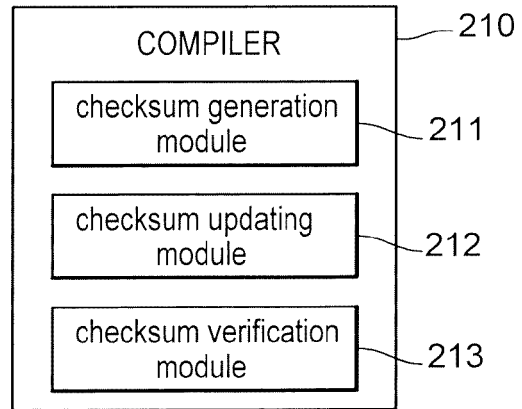 COMPILER
210
checksum generation
module
211
checksum updating
module
212
checksum verification
module
213